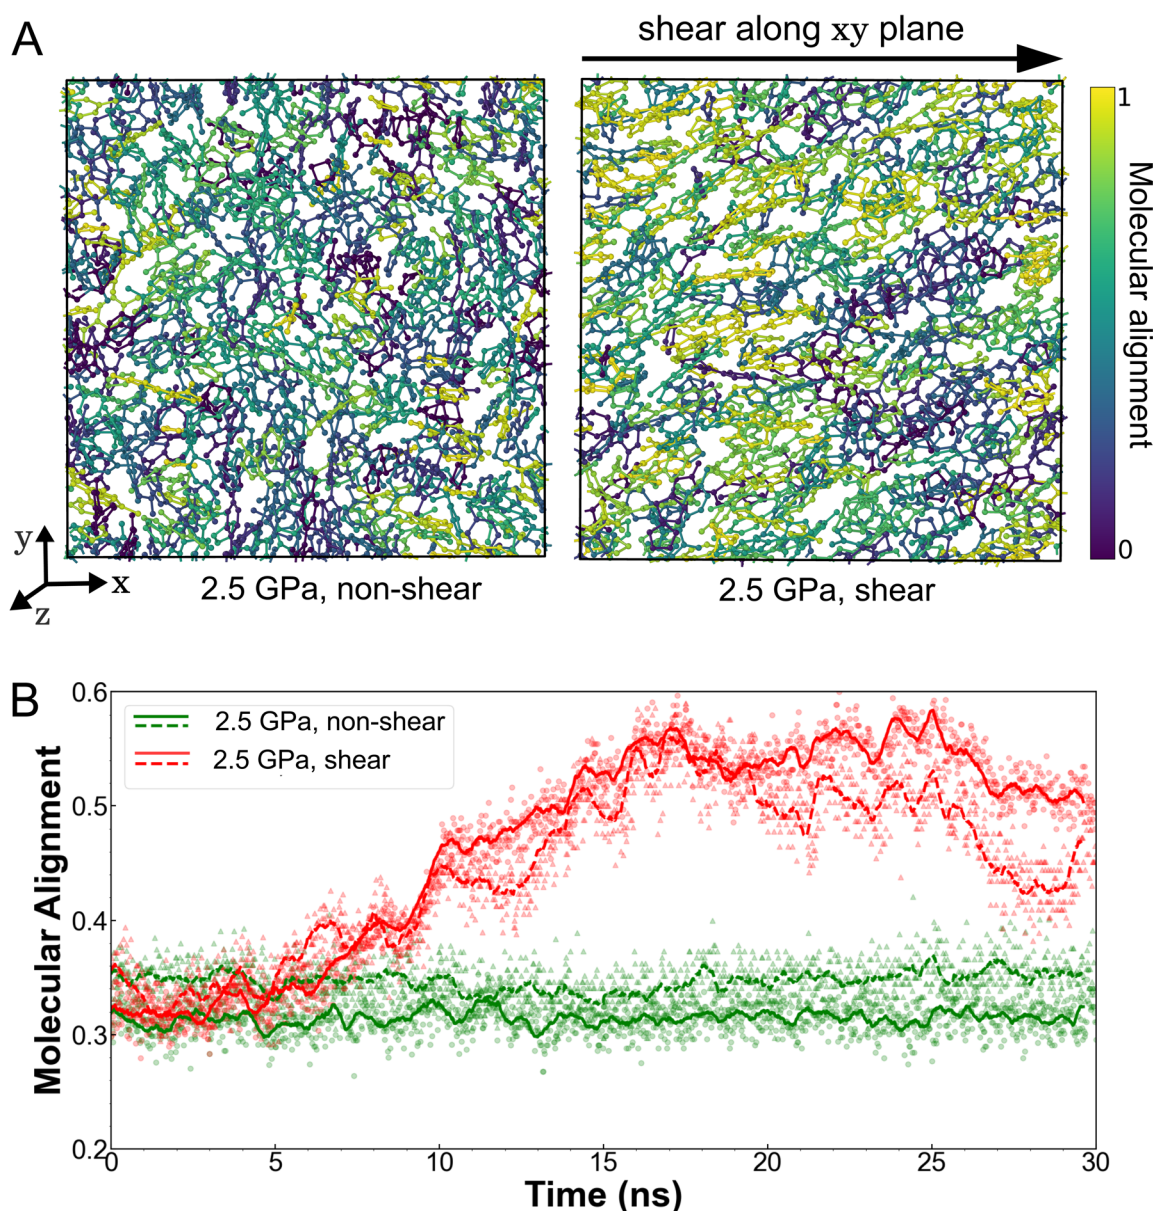 A
shear along xy plane
1
Molecular alignment
0
y
x
z
2.5 GPa, non-shear
2.5 GPa, shear
B
0.6
0.5
0.4
0.3
0.2
Molecular Alignment
2.5 GPa, non-shear
2.5 GPa, shear
0
5
10
15
20
25
30
Time (ns)